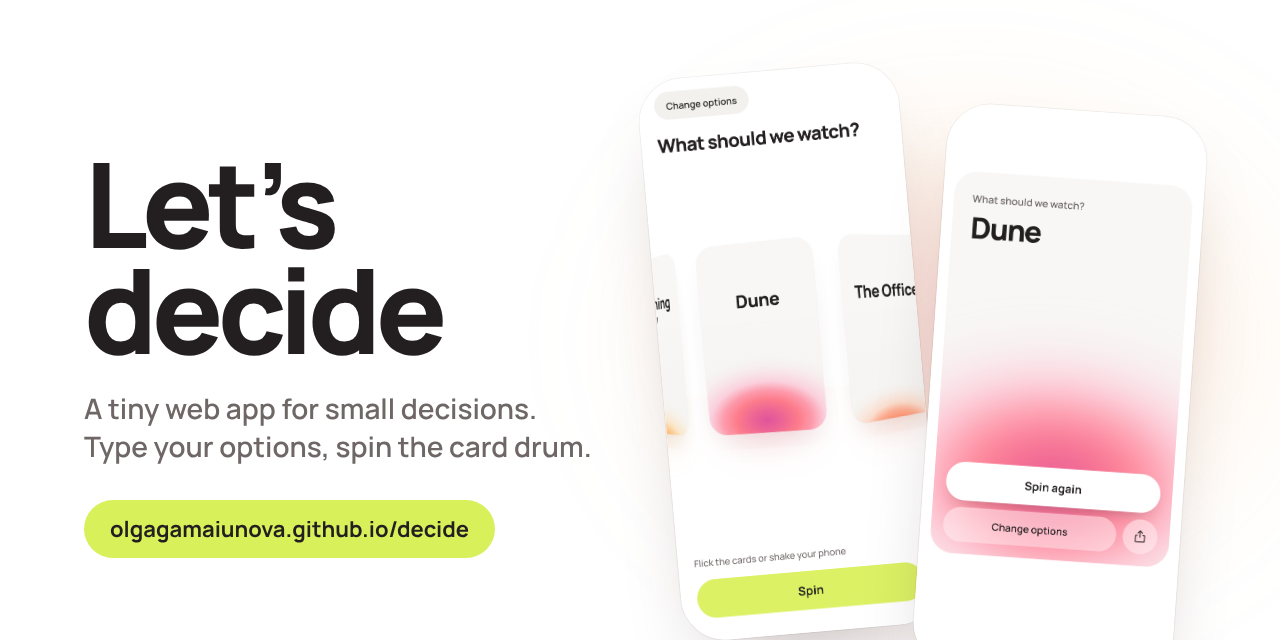 Let’s
decide
A tiny web app for small decisions.
Type your options, spin the card drum.
olgagamaiunova.github.io/decide
Change options
What should we watch?
Dune
The Office
Flick the cards or shake your phone
Spin
What should we watch?
Dune
Spin again
Change options